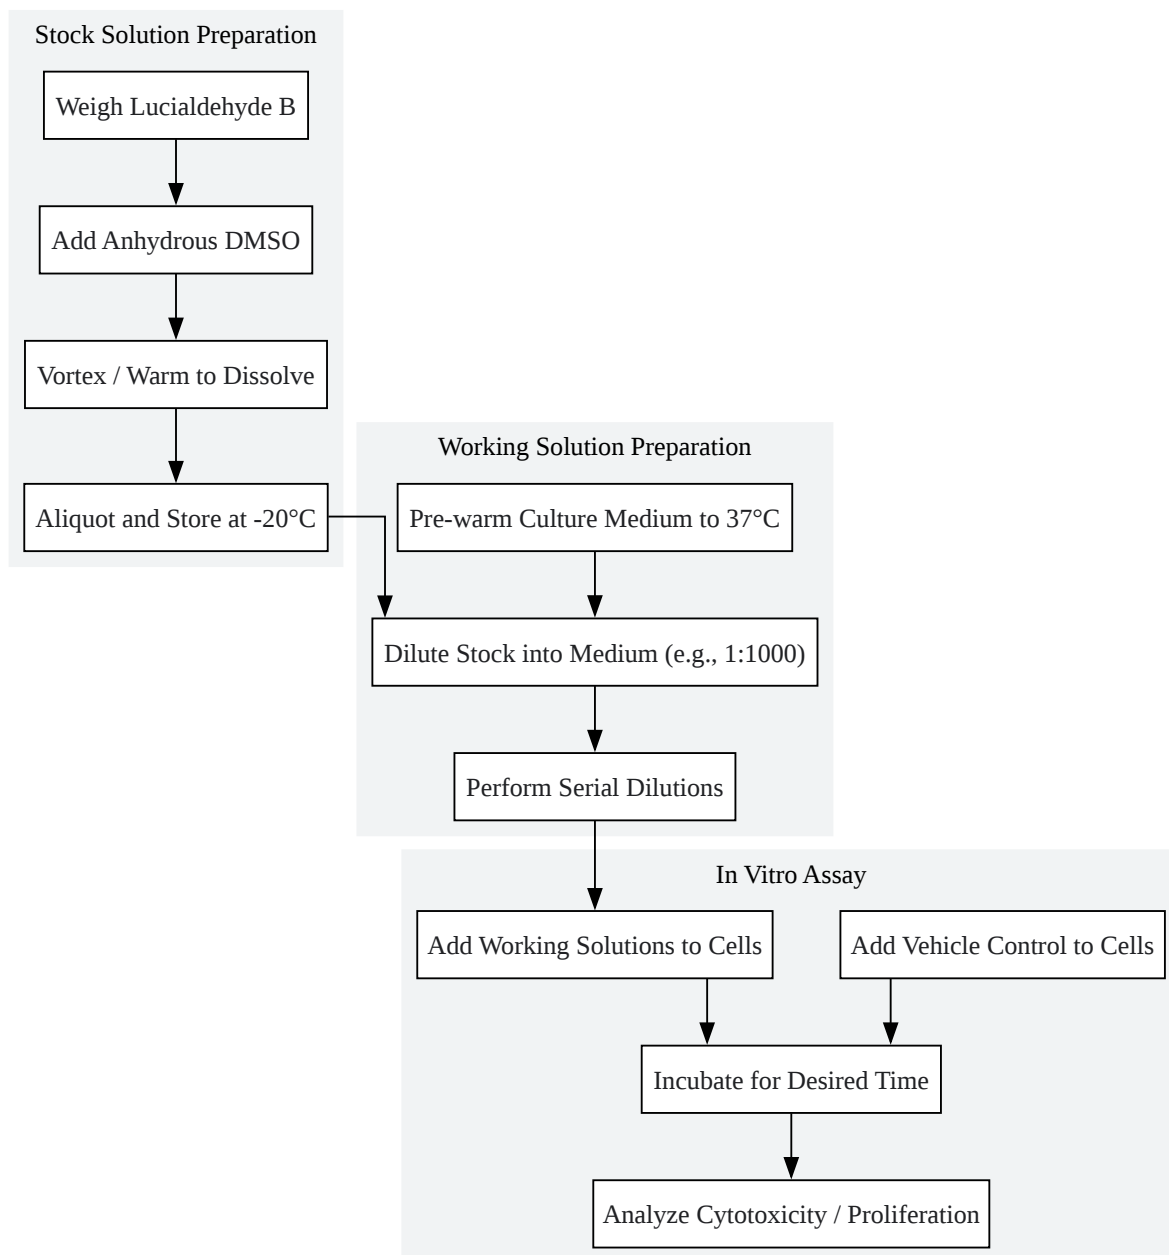 Stock Solution Preparation
Weigh Lucialdehyde B
Add Anhydrous DMSO
Vortex / Warm to Dissolve
Aliquot and Store at -20°C
Working Solution Preparation
Pre-warm Culture Medium to 37°C
Dilute Stock into Medium (e.g., 1:1000)
Perform Serial Dilutions
In Vitro Assay
Add Working Solutions to Cells
Add Vehicle Control to Cells
Incubate for Desired Time
Analyze Cytotoxicity / Proliferation